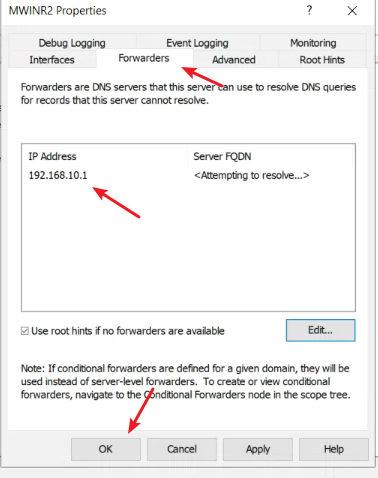 MWINR2 Properties
? ×
Debug Logging Event Logging Monitoring
Interfaces Forwarders Advanced Root Hints
Forwarders are DNS servers that this server can use to resolve DNS queries
for records that this server cannot resolve.
IP Address Server FQDN
192.168.10.1 <Attempting to resolve...>
Use root hints if no forwarders are available Edit...
Note: If conditional forwarders are defined for a given domain, they will be
used instead of server-level forwarders. To create or view conditional
forwarders, navigate to the Conditional Forwarders node in the scope tree.
OK Cancel Apply Help